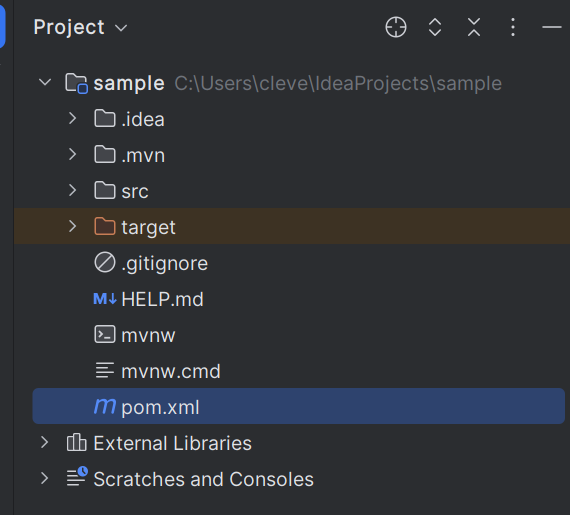 Project
sample C:\Users\cleve\IdeaProjects\sample
.idea
.mvn
src
target
.gitignore
M↓ HELP.md
mvnw
mvnw.cmd
m pom.xml
External Libraries
Scratches and Consoles